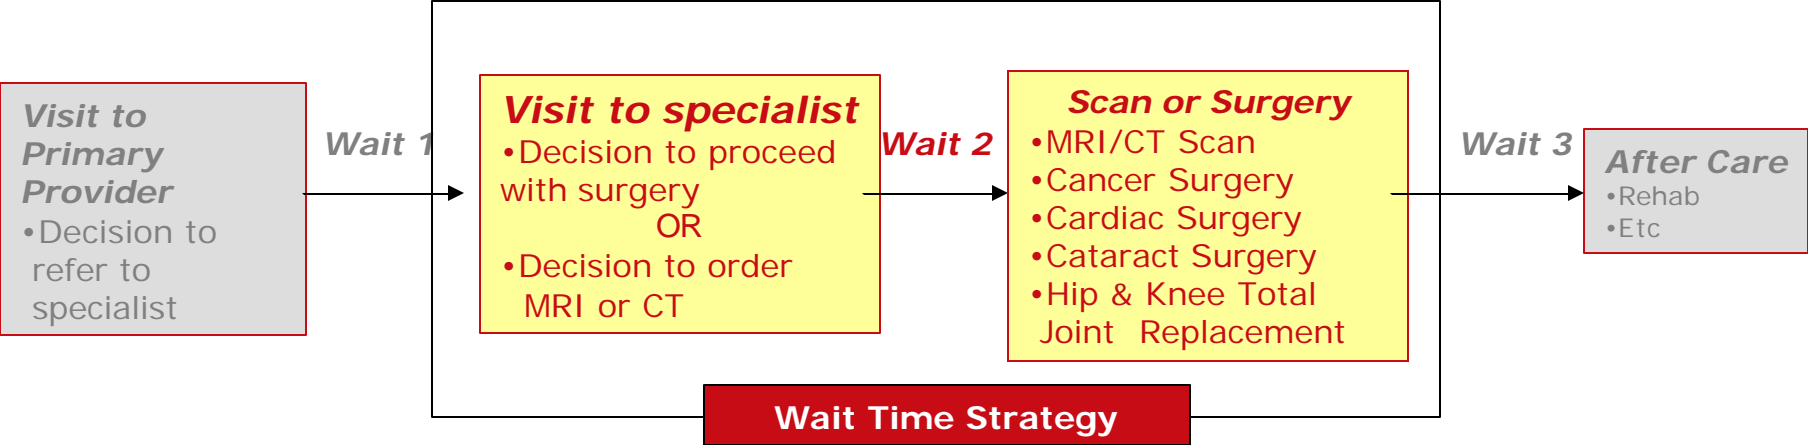 Visit to
Primary
Provider
•Decision to
refer to
specialist
Wait 1
Visit to specialist
•Decision to proceed
with surgery
OR
•Decision to order
MRI or CT
Wait 2
Scan or Surgery
•MRI/CT Scan
•Cancer Surgery
•Cardiac Surgery
•Cataract Surgery
•Hip & Knee Total
Joint Replacement
Wait 3
After Care
•Rehab
•Etc
Wait Time Strategy